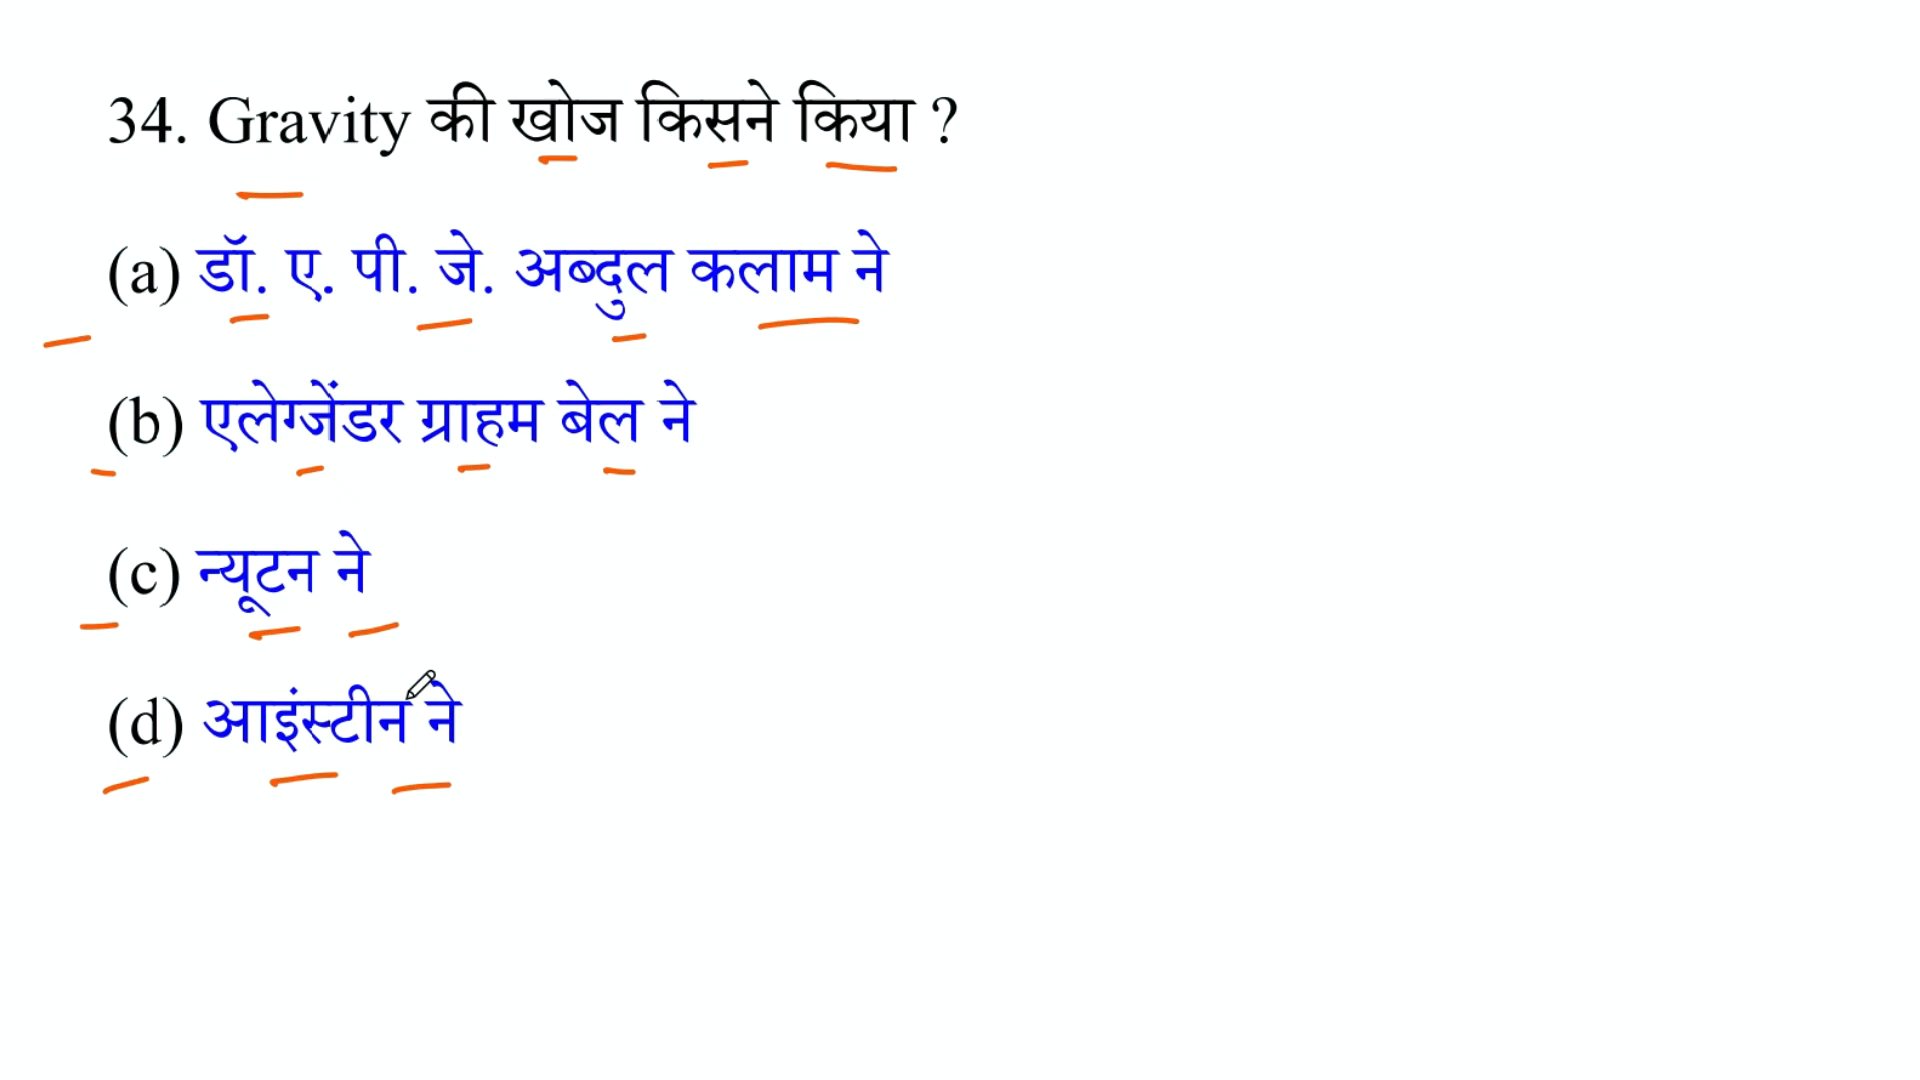 34. Gravity की खोज किसने किया ?
(a) डॉ. ए. पी. जे. अब्दुल कलाम ने
(b) एलेग्जेंडर ग्राहम बेल ने
(c) न्यूटन ने
(d) आइंस्टीन ने